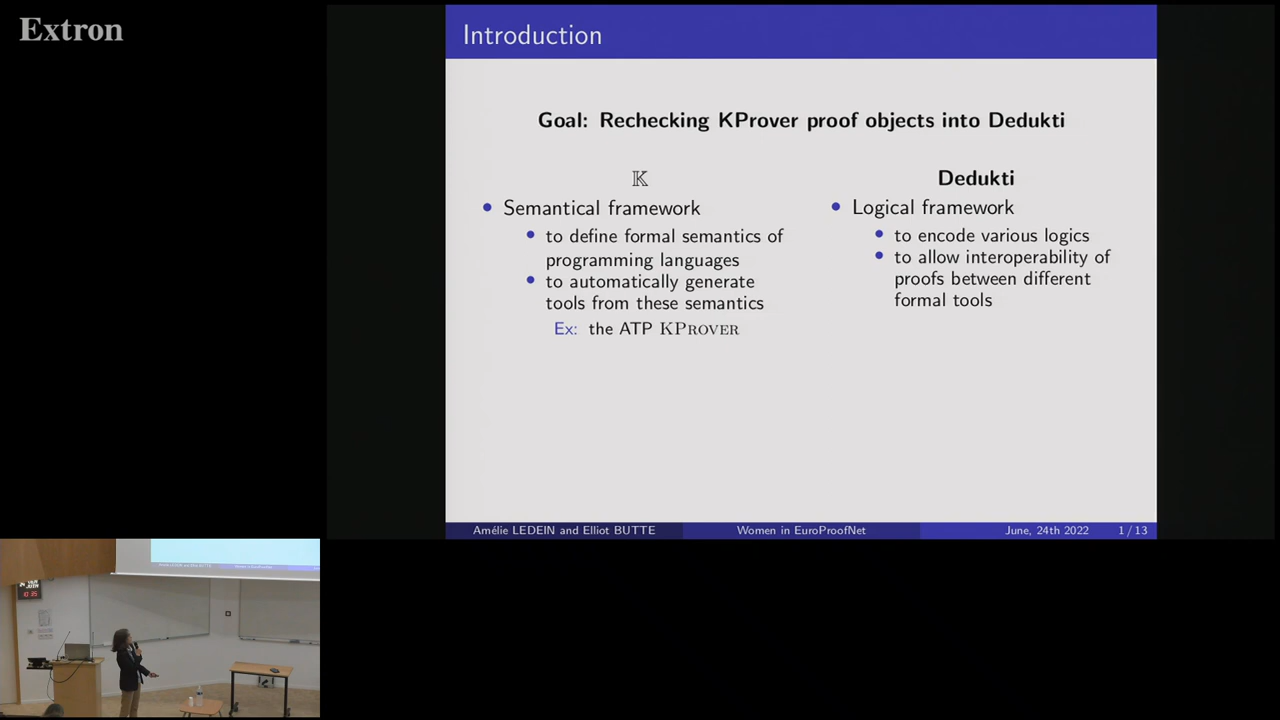 Extron
Introduction
Goal: Rechecking KProver proof objects into Dedukti
𝕂
• Semantical framework
• to define formal semantics of
programming languages
• to automatically generate
tools from these semantics
Ex: the ATP KPROVER
Dedukti
• Logical framework
• to encode various logics
• to allow interoperability of
proofs between different
formal tools
Amélie LEDEIN and Elliot BUTTE
Women in EuroProofNet
June, 24th 2022
1 / 13